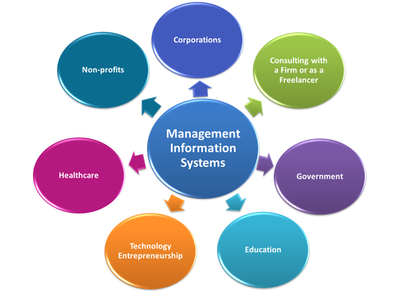 Corporations
Consulting with
a Firm or as a
Freelancer
Government
Education
Technology
Entrepreneurship
Healthcare
Non-profits
Management
Information
Systems